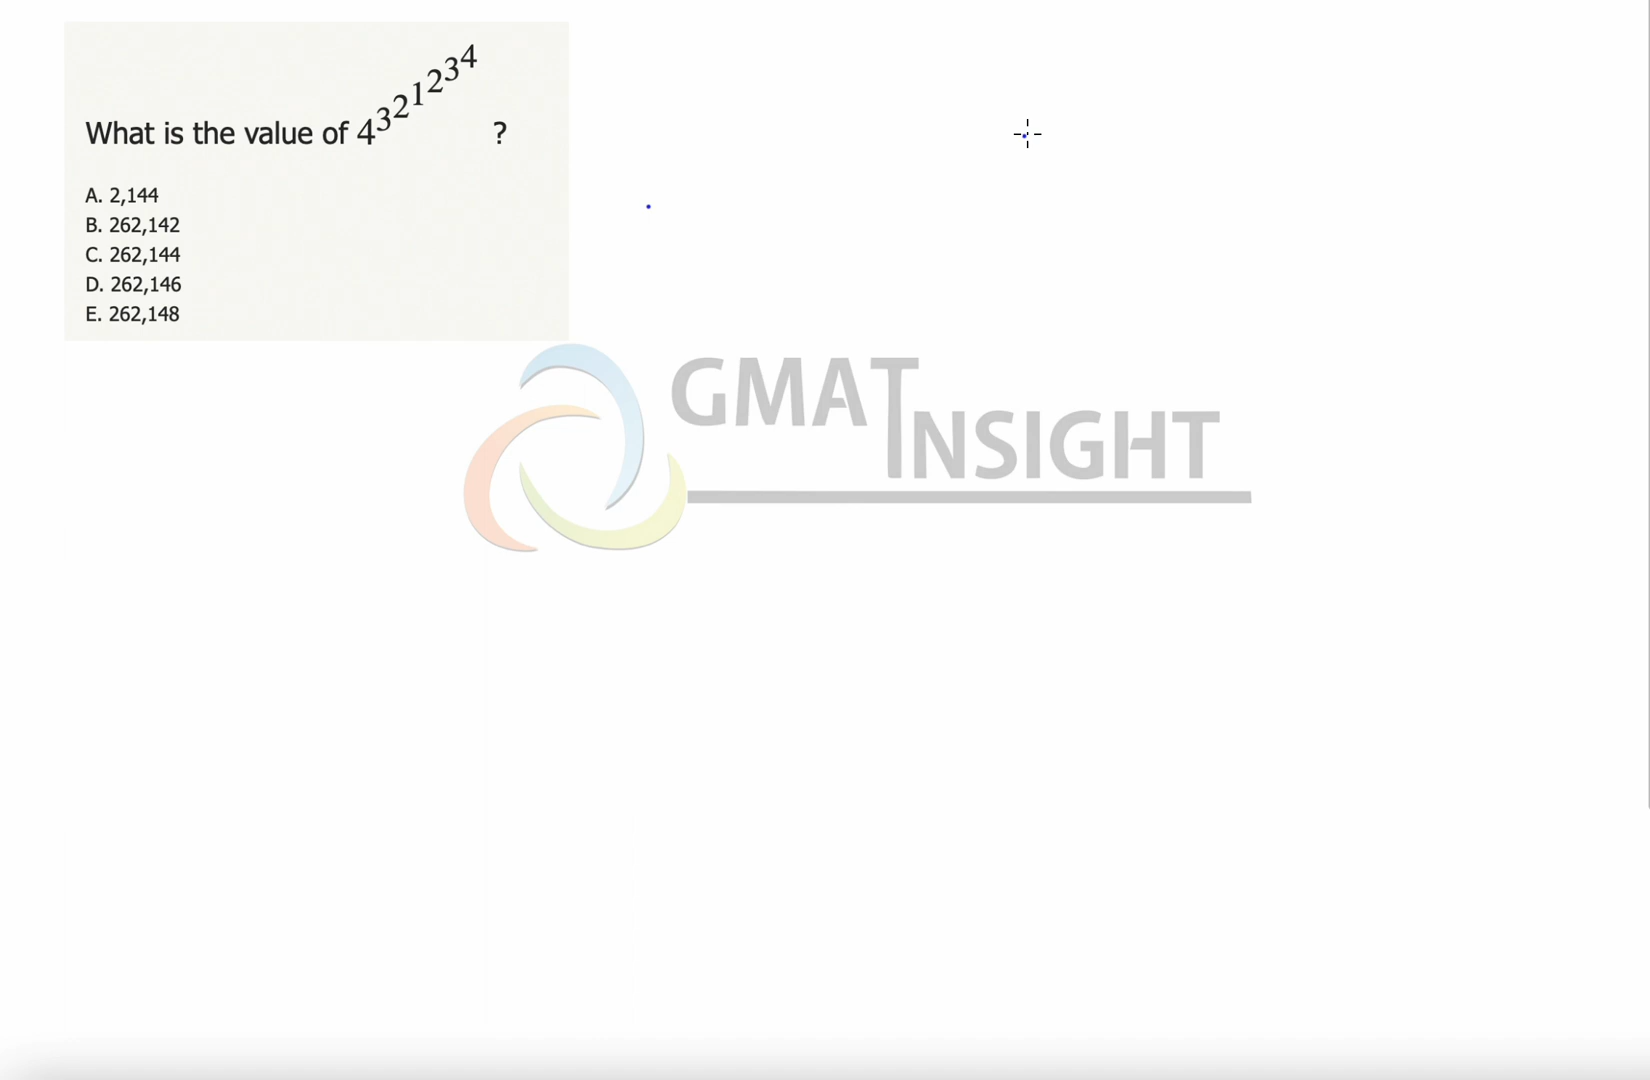 What is the value of 4^3^2^1^2^3^4 ?
A. 2,144
B. 262,142
C. 262,144
D. 262,146
E. 262,148
GMAT INSIGHT